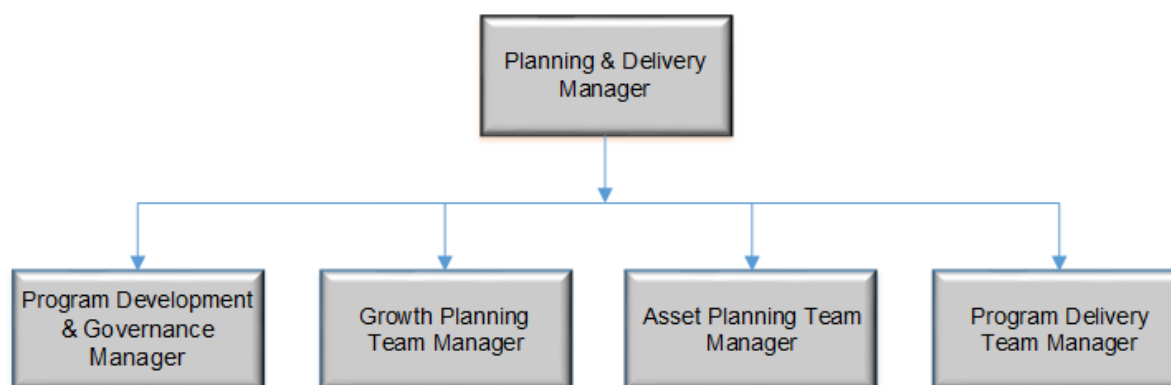 Planning & Delivery
Manager
Program Development
& Governance
Manager
Growth Planning
Team Manager
Asset Planning Team
Manager
Program Delivery
Team Manager